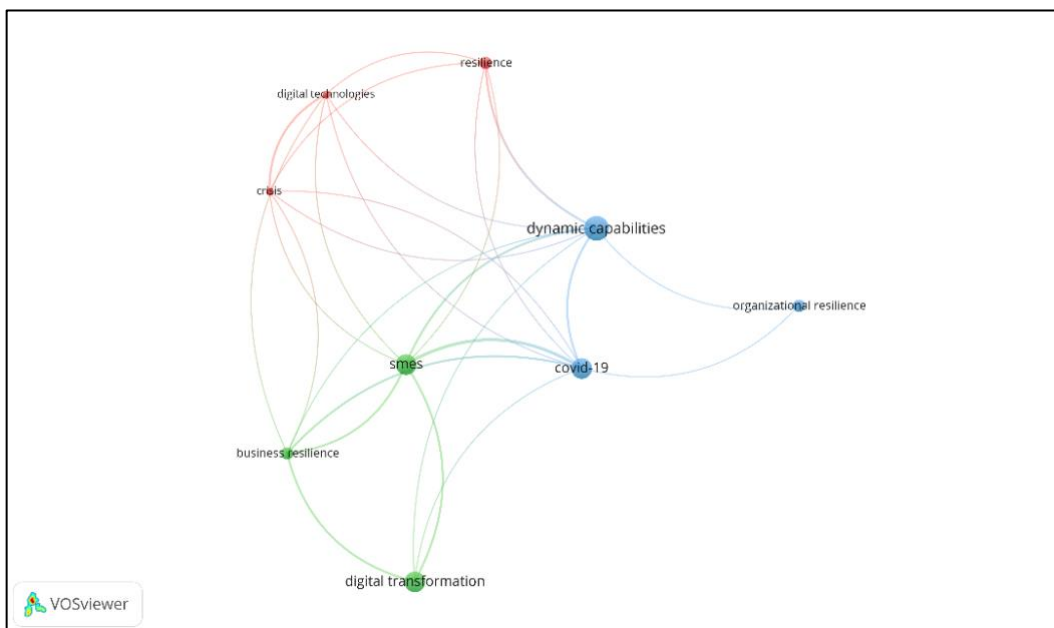 resilience
digital technologies
crisis
dynamic capabilities
organizational resilience
smes
covid-19
business resilience
digital transformation
VOSviewer